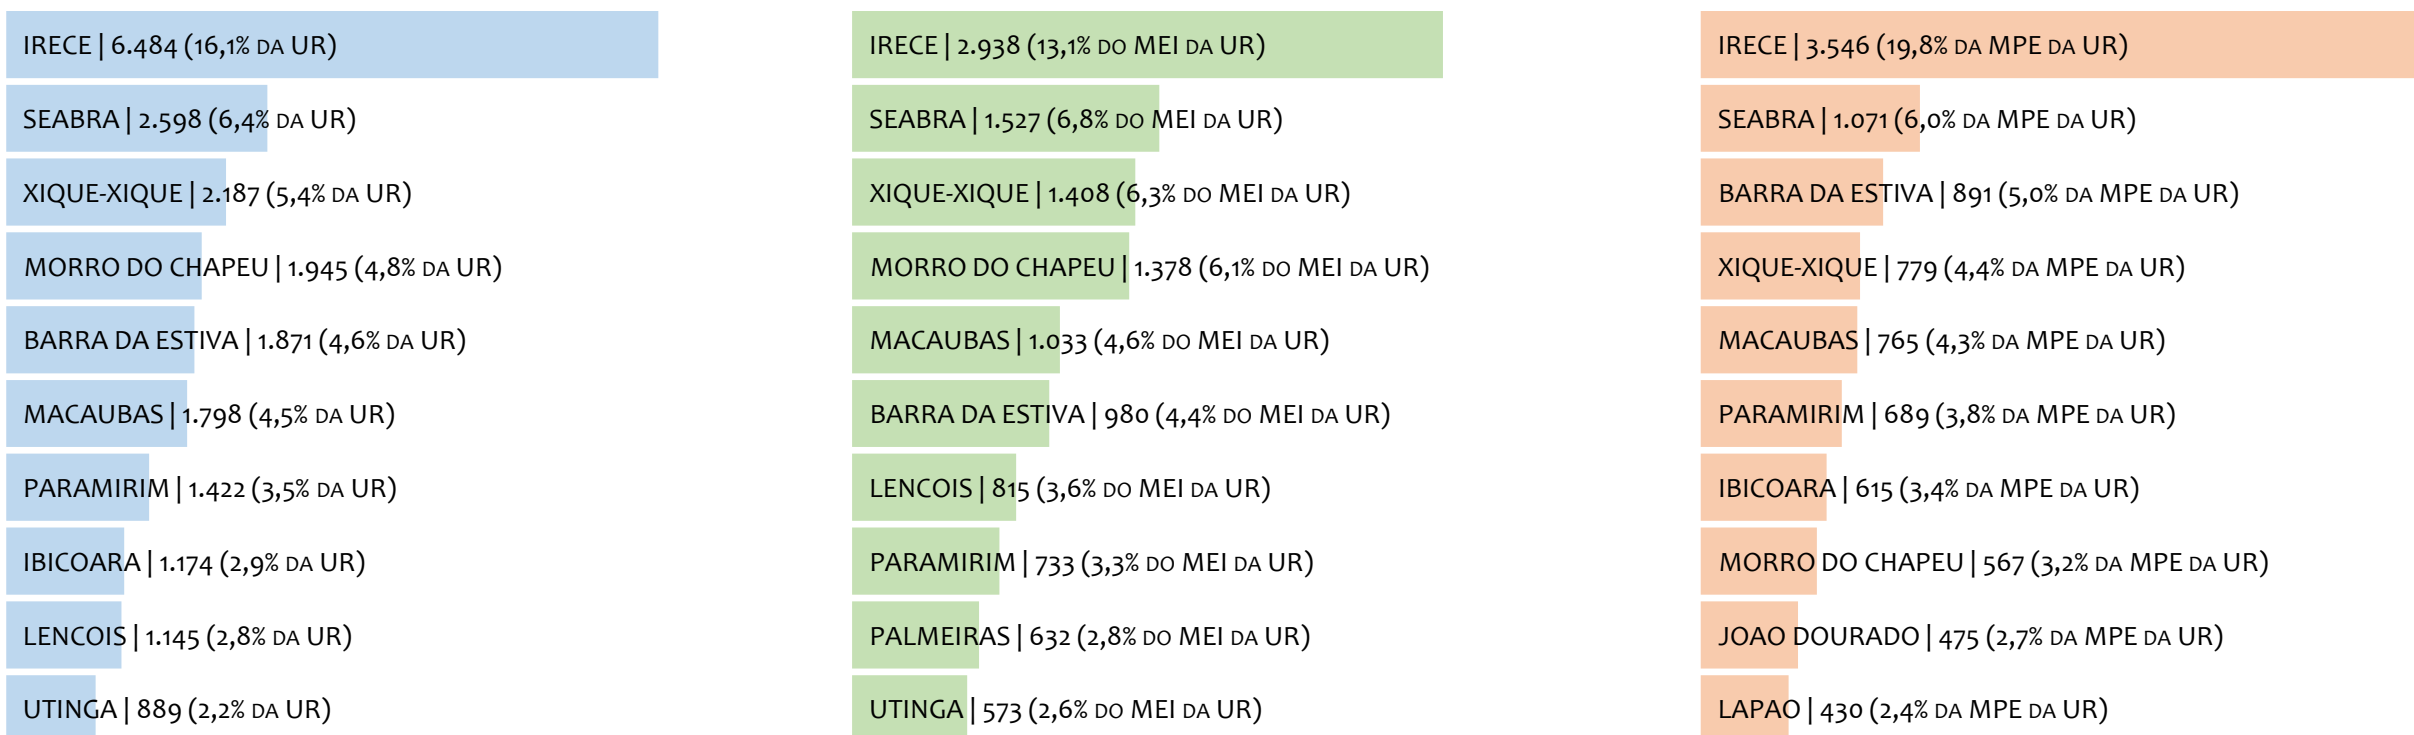 IRECE | 6.484 (16,1% DA UR)
SEABRA | 2.598 (6,4% DA UR)
XIQUE-XIQUE | 2.187 (5,4% DA UR)
MORRO DO CHAPEU | 1.945 (4,8% DA UR)
BARRA DA ESTIVA | 1.871 (4,6% DA UR)
MACAUBAS | 1.798 (4,5% DA UR)
PARAMIRIM | 1.422 (3,5% DA UR)
IBICOARA | 1.174 (2,9% DA UR)
LENCOIS | 1.145 (2,8% DA UR)
UTINGA | 889 (2,2% DA UR)
IRECE | 2.938 (13,1% DO MEI DA UR)
SEABRA | 1.527 (6,8% DO MEI DA UR)
XIQUE-XIQUE | 1.408 (6,3% DO MEI DA UR)
MORRO DO CHAPEU | 1.378 (6,1% DO MEI DA UR)
MACAUBAS | 1.033 (4,6% DO MEI DA UR)
BARRA DA ESTIVA | 980 (4,4% DO MEI DA UR)
LENCOIS | 815 (3,6% DO MEI DA UR)
PARAMIRIM | 733 (3,3% DO MEI DA UR)
PALMEIRAS | 632 (2,8% DO MEI DA UR)
UTINGA | 573 (2,6% DO MEI DA UR)
IRECE | 3.546 (19,8% DA MPE DA UR)
SEABRA | 1.071 (6,0% DA MPE DA UR)
BARRA DA ESTIVA | 891 (5,0% DA MPE DA UR)
XIQUE-XIQUE | 779 (4,4% DA MPE DA UR)
MACAUBAS | 765 (4,3% DA MPE DA UR)
PARAMIRIM | 689 (3,8% DA MPE DA UR)
IBICOARA | 615 (3,4% DA MPE DA UR)
MORRO DO CHAPEU | 567 (3,2% DA MPE DA UR)
JOAO DOURADO | 475 (2,7% DA MPE DA UR)
LAPAO | 430 (2,4% DA MPE DA UR)